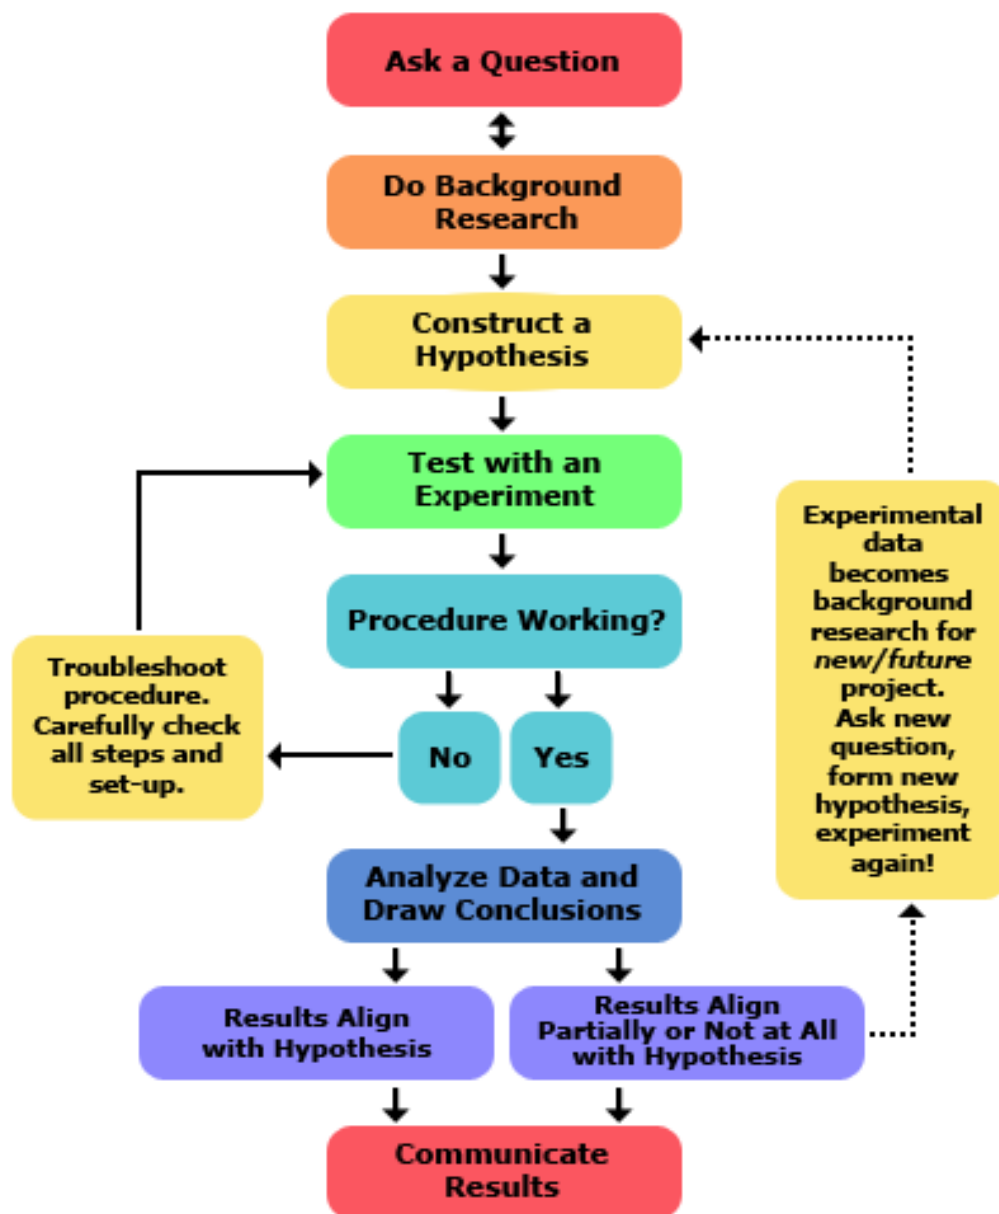 Ask a Question
Do Background
Research
Construct a
Hypothesis
Test with an
Experiment
Procedure Working?
No
Yes
Troubleshoot
procedure.
Carefully check
all steps and
set-up.
Experimental
data
becomes
background
research for
new/future
project.
Ask new
question,
form new
hypothesis,
experiment
again!
Analyze Data and
Draw Conclusions
Results Align
with Hypothesis
Results Align
Partially or Not at All
with Hypothesis
Communicate
Results